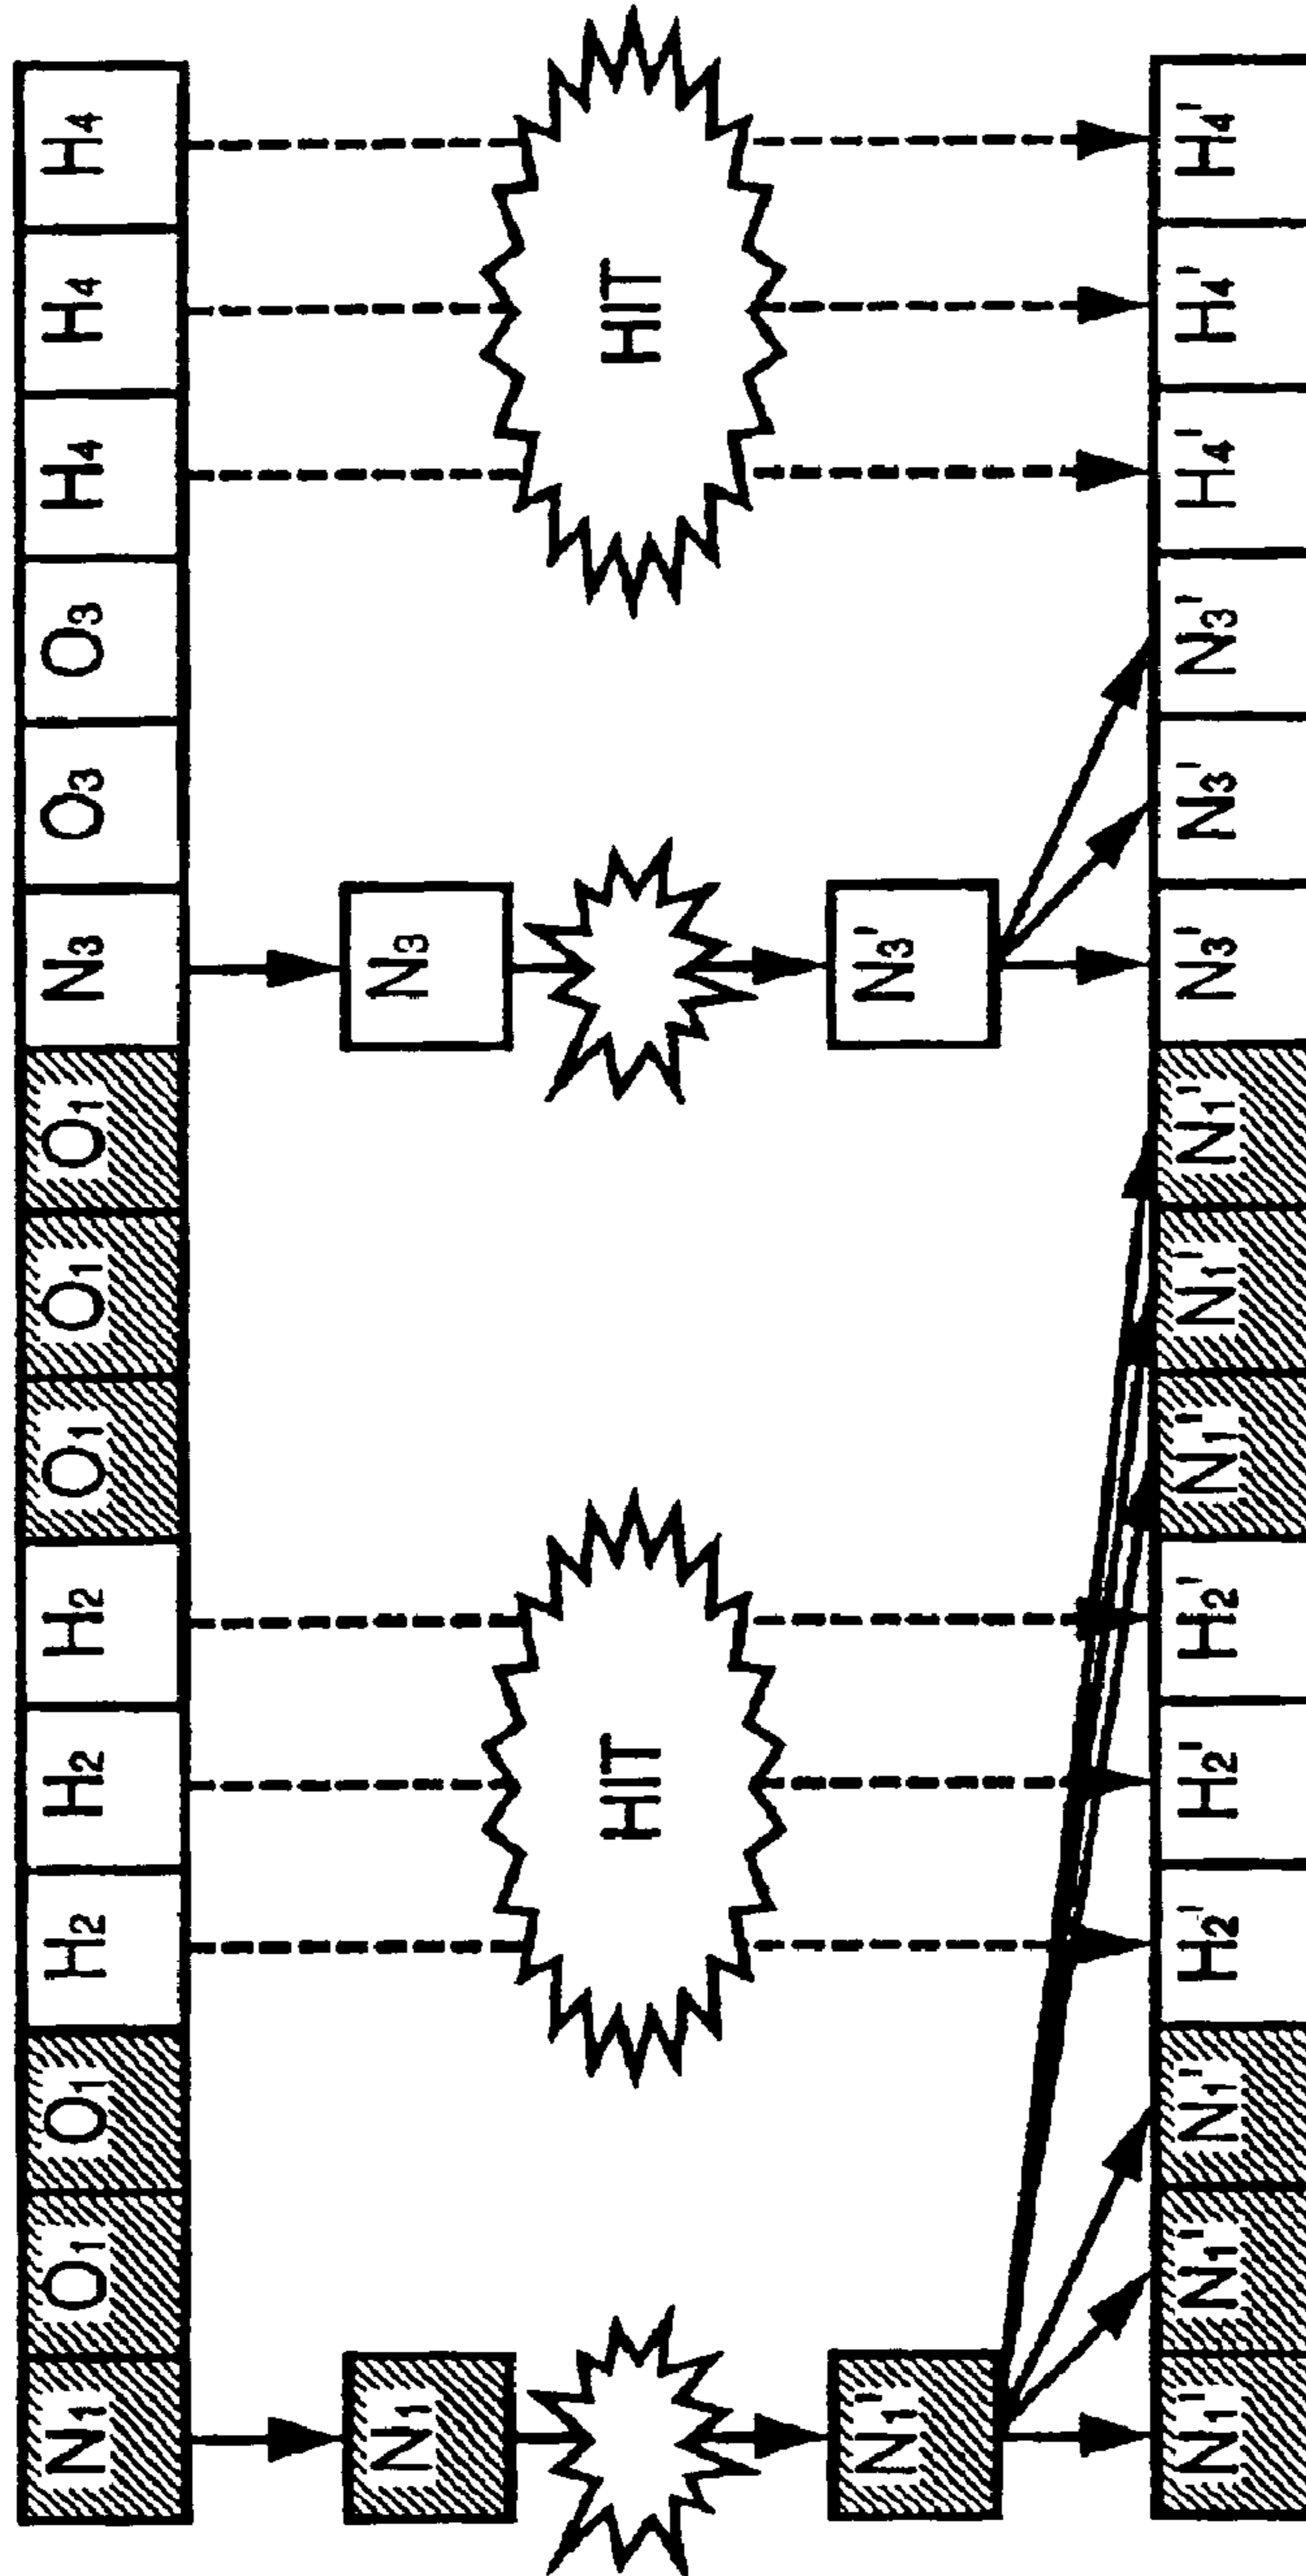 N₁ O₁ O₁ H₂ H₂ H₂ O₁ O₁ O₁ N₃ O₃ O₃ H₄ H₄ H₄
N₁ N₃
HIT HIT
N₁' N₃'
N₁' N₁' N₁' H₂' H₂' H₂' N₁' N₁' N₁' N₃' N₃' N₃' H₄' H₄' H₄'